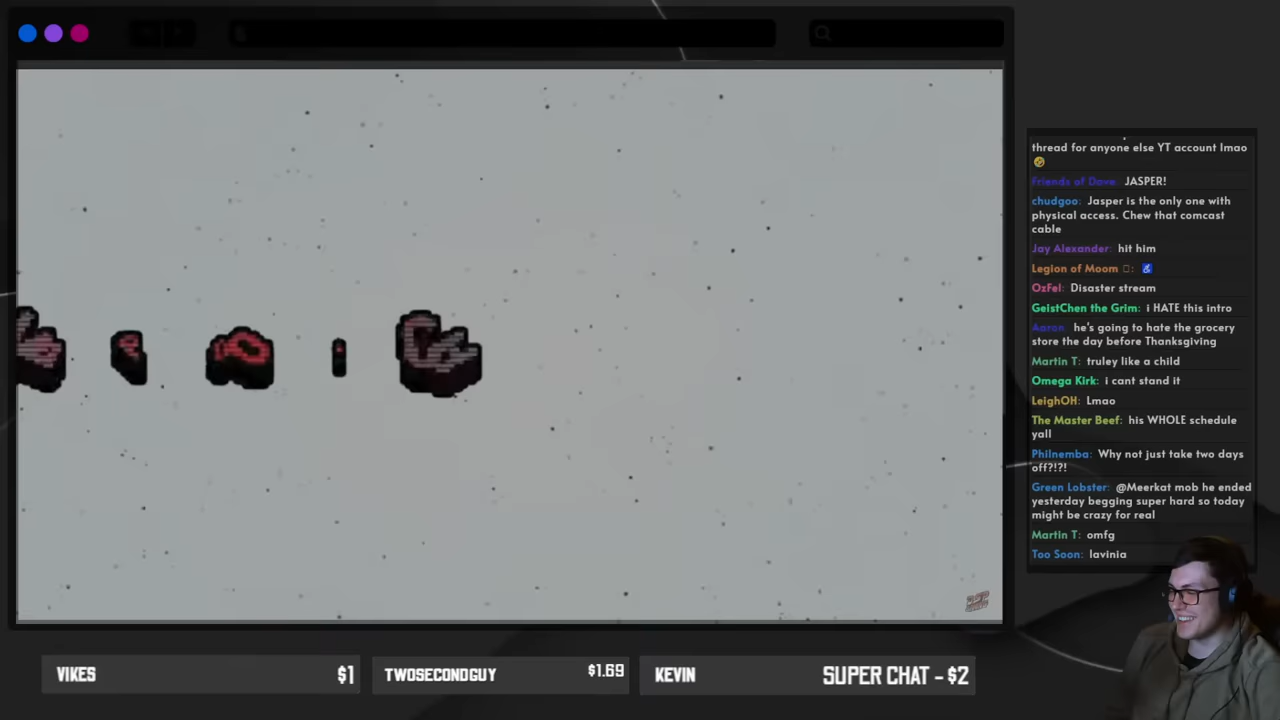 thread for anyone else YT account lmao
🤣
friends of Dave: JASPER!
chudgoo: Jasper is the only one with
physical access. Chew that comcast
cable
Jay Alexander: hit him
Legion of Moom : ♿
OzFel: Disaster stream
GeistChen the Grim: i HATE this intro
Aaron: he's going to hate the grocery
store the day before Thanksgiving
Martin T: truley like a child
Omega Kirk: i cant stand it
LeighOH: Lmao
The Master Beef: his WHOLE schedule
yall
Philnemba: Why not just take two days
off?!?!
Green Lobster: @Meerkat mob he ended
yesterday begging super hard so today
might be crazy for real
Martin T: omfg
Too Soon: lavinia
VIKES $1
TWOSECONDGUY $1.69
KEVIN SUPER CHAT - $2